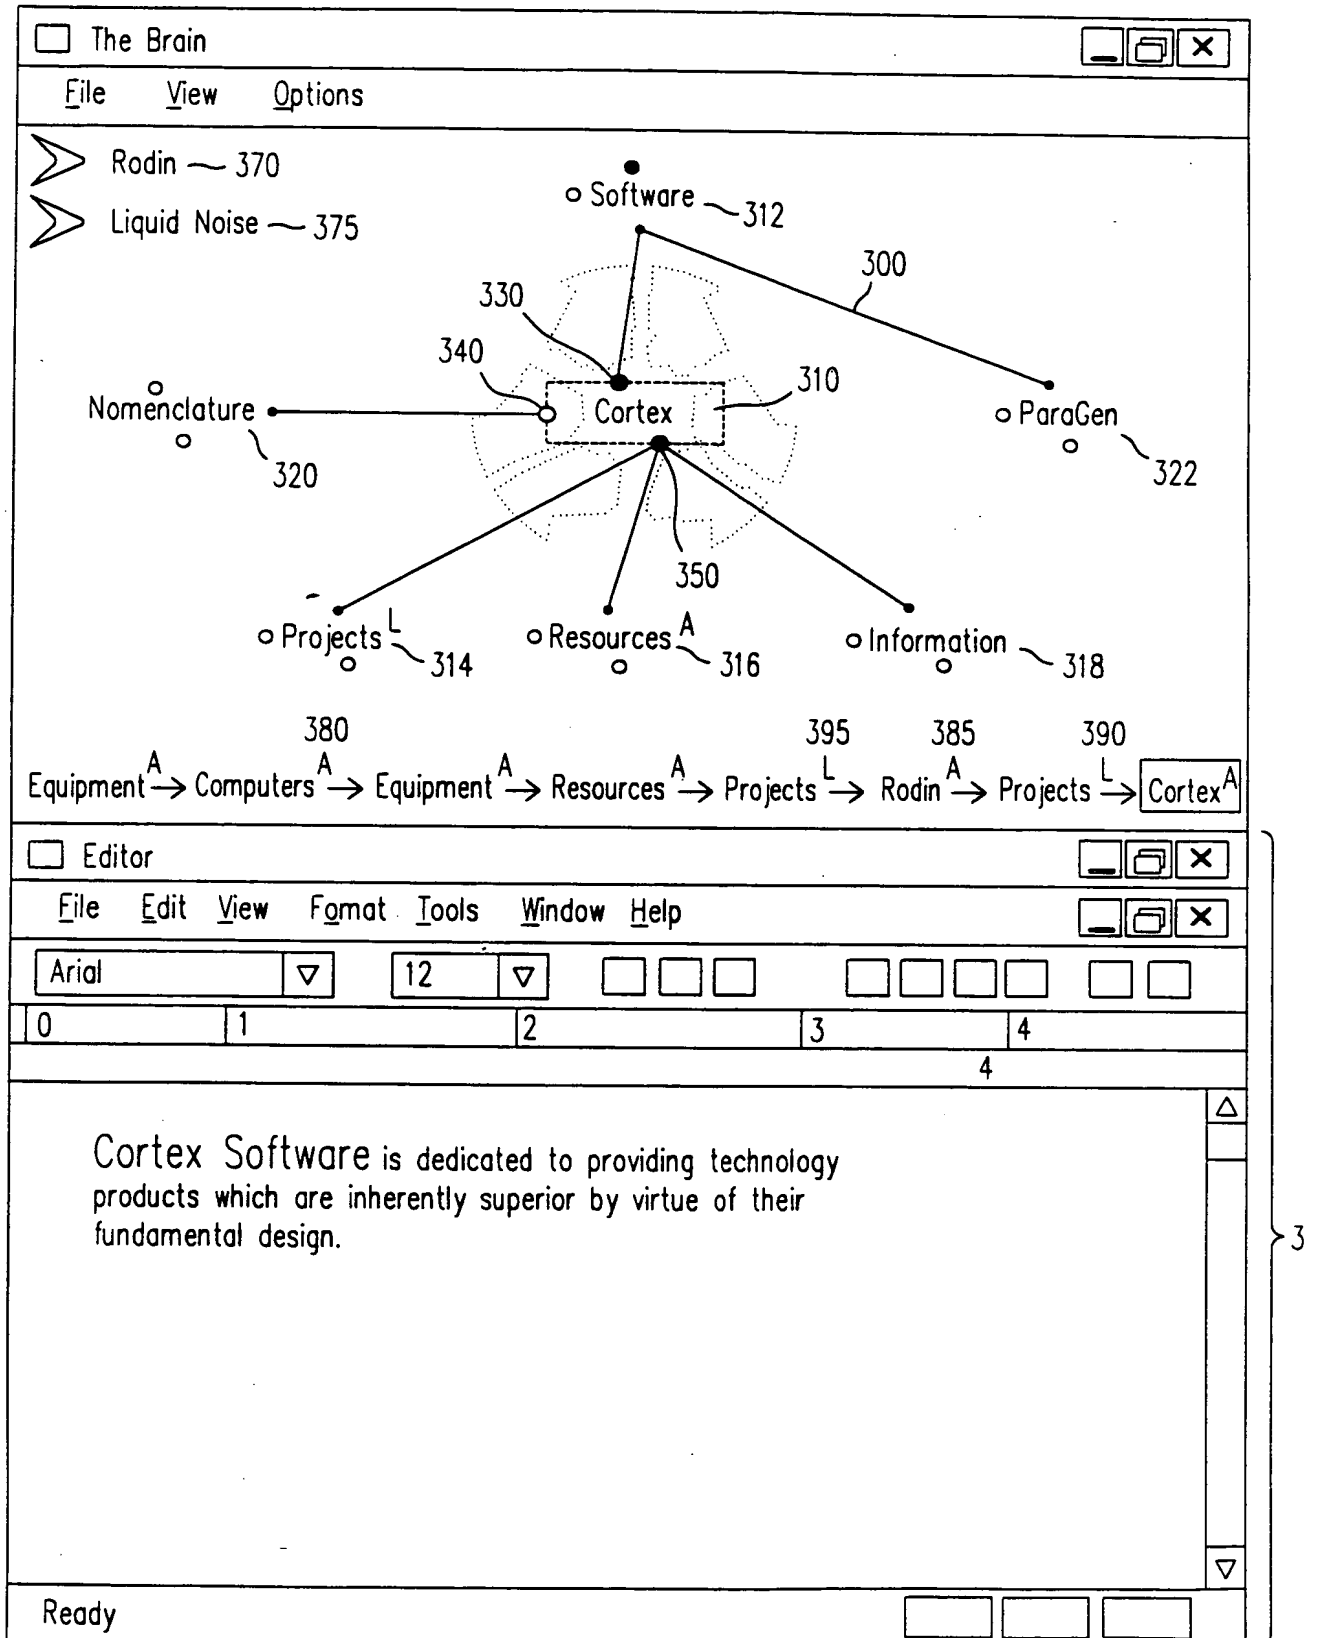 The Brain
File View Options
Rodin 370
Liquid Noise 375
Software 312
300
330
340
310
Cortex
Nomenclature
320
ParaGen
322
350
Projects L 314
Resources A 316
Information 318
380 395 385 390
Equipment A → Computers A → Equipment A → Resources A → Projects L → Rodin A → Projects L → Cortex A
Editor
File Edit View Fomat Tools Window Help
Arial 12
0 1 2 3 4
4
Cortex Software is dedicated to providing technology
products which are inherently superior by virtue of their
fundamental design.
3
Ready